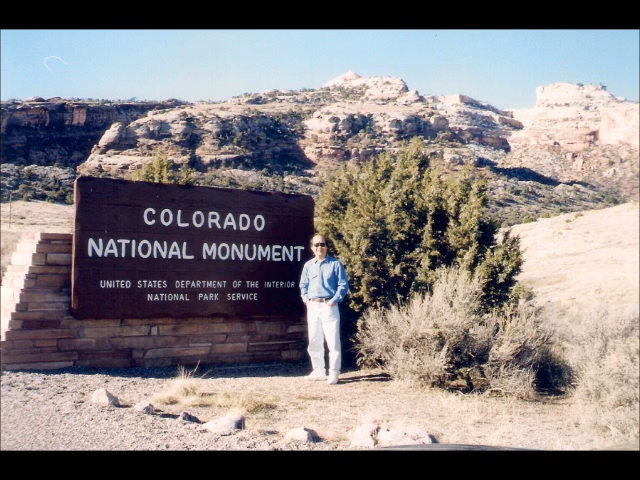 COLORADO
NATIONAL MONUMENT
UNITED STATES DEPARTMENT OF THE INTERIOR
NATIONAL PARK SERVICE